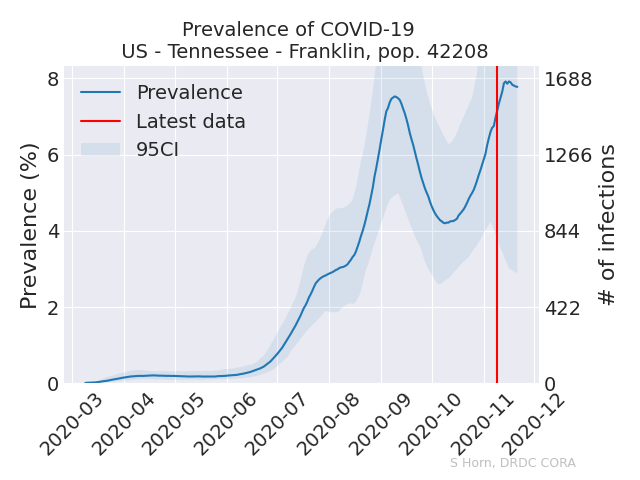 Prevalence of COVID-19
US - Tennessee - Franklin, pop. 42208
Prevalence
Latest data
95CI
Prevalence (%)
8
6
4
2
0
1688
1266
844
422
0
# of infections
2020-03
2020-04
2020-05
2020-06
2020-07
2020-08
2020-09
2020-10
2020-11
2020-12
S Horn, DRDC CORA